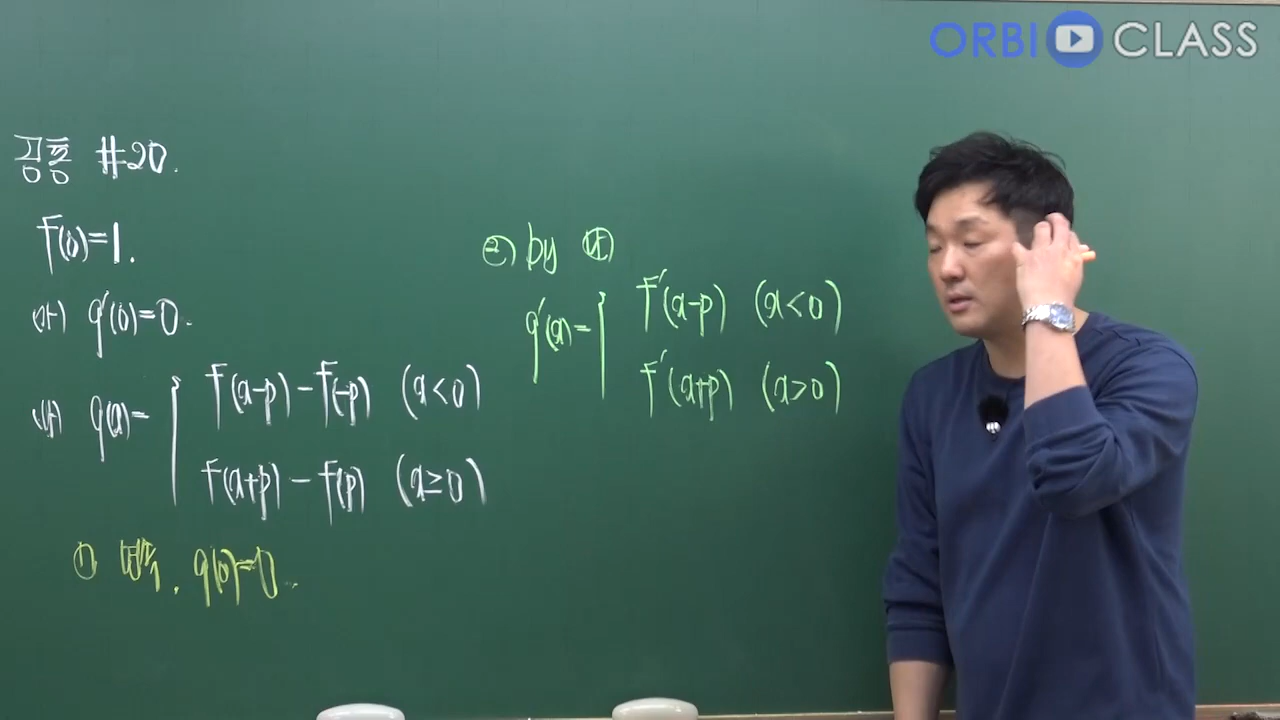 ORBI CLASS
공통 #20.
f(0)=1.
(가) g'(0)=0.
(나) g(x)= { f(x-p) - f(-p) (x<0)
f(x+p) - f(p) (x≥0)
① 연속, g(0)=0.
②) by (나)
g'(x)= { f'(x-p) (x<0)
f'(x+p) (x>0)